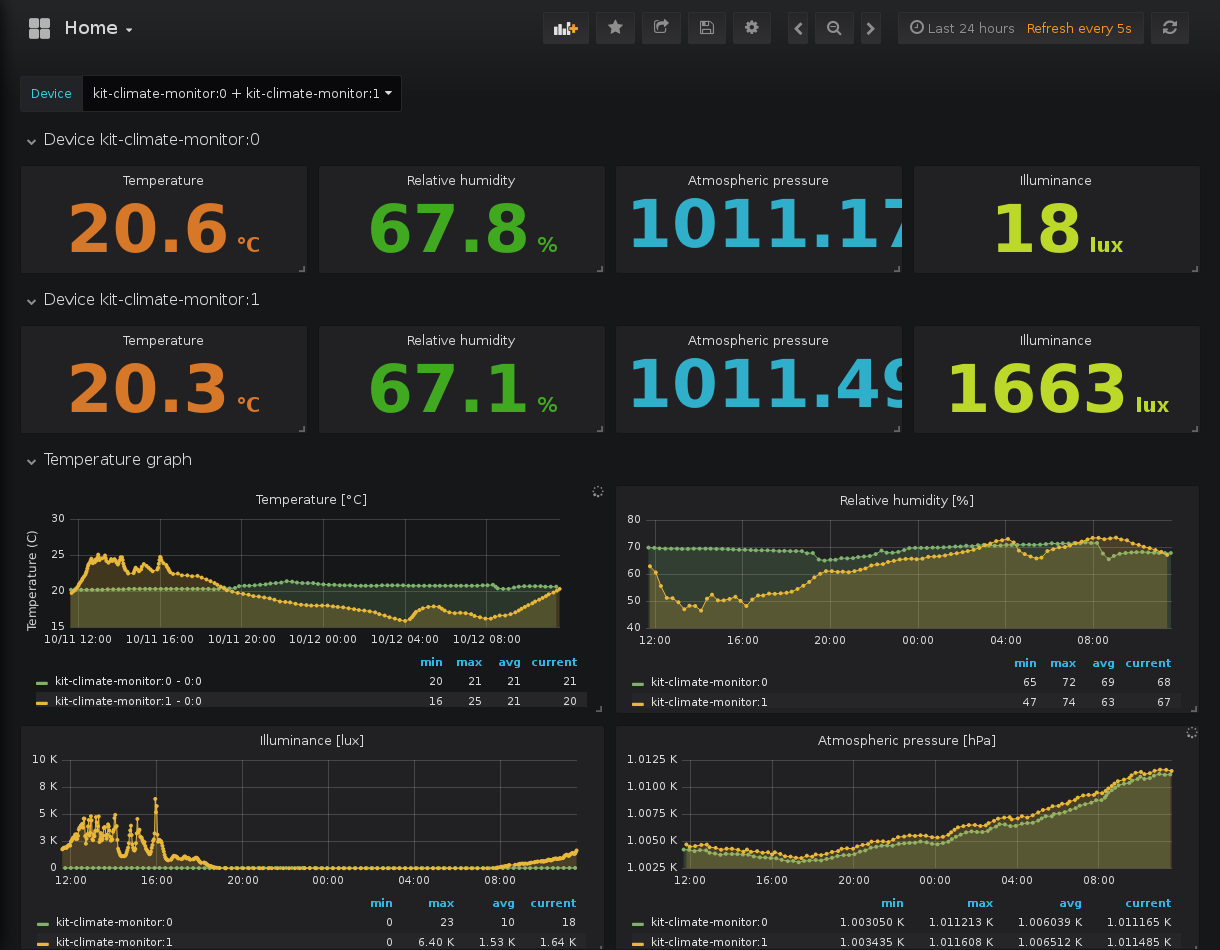 Home
Last 24 hours Refresh every 5s
Device kit-climate-monitor:0 + kit-climate-monitor:1
Device kit-climate-monitor:0
Temperature Relative humidity Atmospheric pressure Illuminance
20.6 °C 67.8 % 1011.17 18 lux
Device kit-climate-monitor:1
Temperature Relative humidity Atmospheric pressure Illuminance
20.3 °C 67.1 % 1011.49 1663 lux
Temperature graph
Temperature [°C]
Temperature (C)
30
25
20
15
10/11 12:00 10/11 16:00 10/11 20:00 10/12 00:00 10/12 04:00 10/12 08:00
min max avg current
kit-climate-monitor:0 - 0:0 20 21 21 21
kit-climate-monitor:1 - 0:0 16 25 21 20
Relative humidity [%]
80
70
60
50
40
12:00 16:00 20:00 00:00 04:00 08:00
min max avg current
kit-climate-monitor:0 65 72 69 68
kit-climate-monitor:1 47 74 63 67
Illuminance [lux]
10 K
8 K
5 K
3 K
0
12:00 16:00 20:00 00:00 04:00 08:00
min max avg current
kit-climate-monitor:0 0 23 10 18
kit-climate-monitor:1 0 6.40 K 1.53 K 1.64 K
Atmospheric pressure [hPa]
1.0125 K
1.0100 K
1.0075 K
1.0050 K
1.0025 K
12:00 16:00 20:00 00:00 04:00 08:00
min max avg current
kit-climate-monitor:0 1.003050 K 1.011213 K 1.006039 K 1.011165 K
kit-climate-monitor:1 1.003435 K 1.011608 K 1.006512 K 1.011485 K